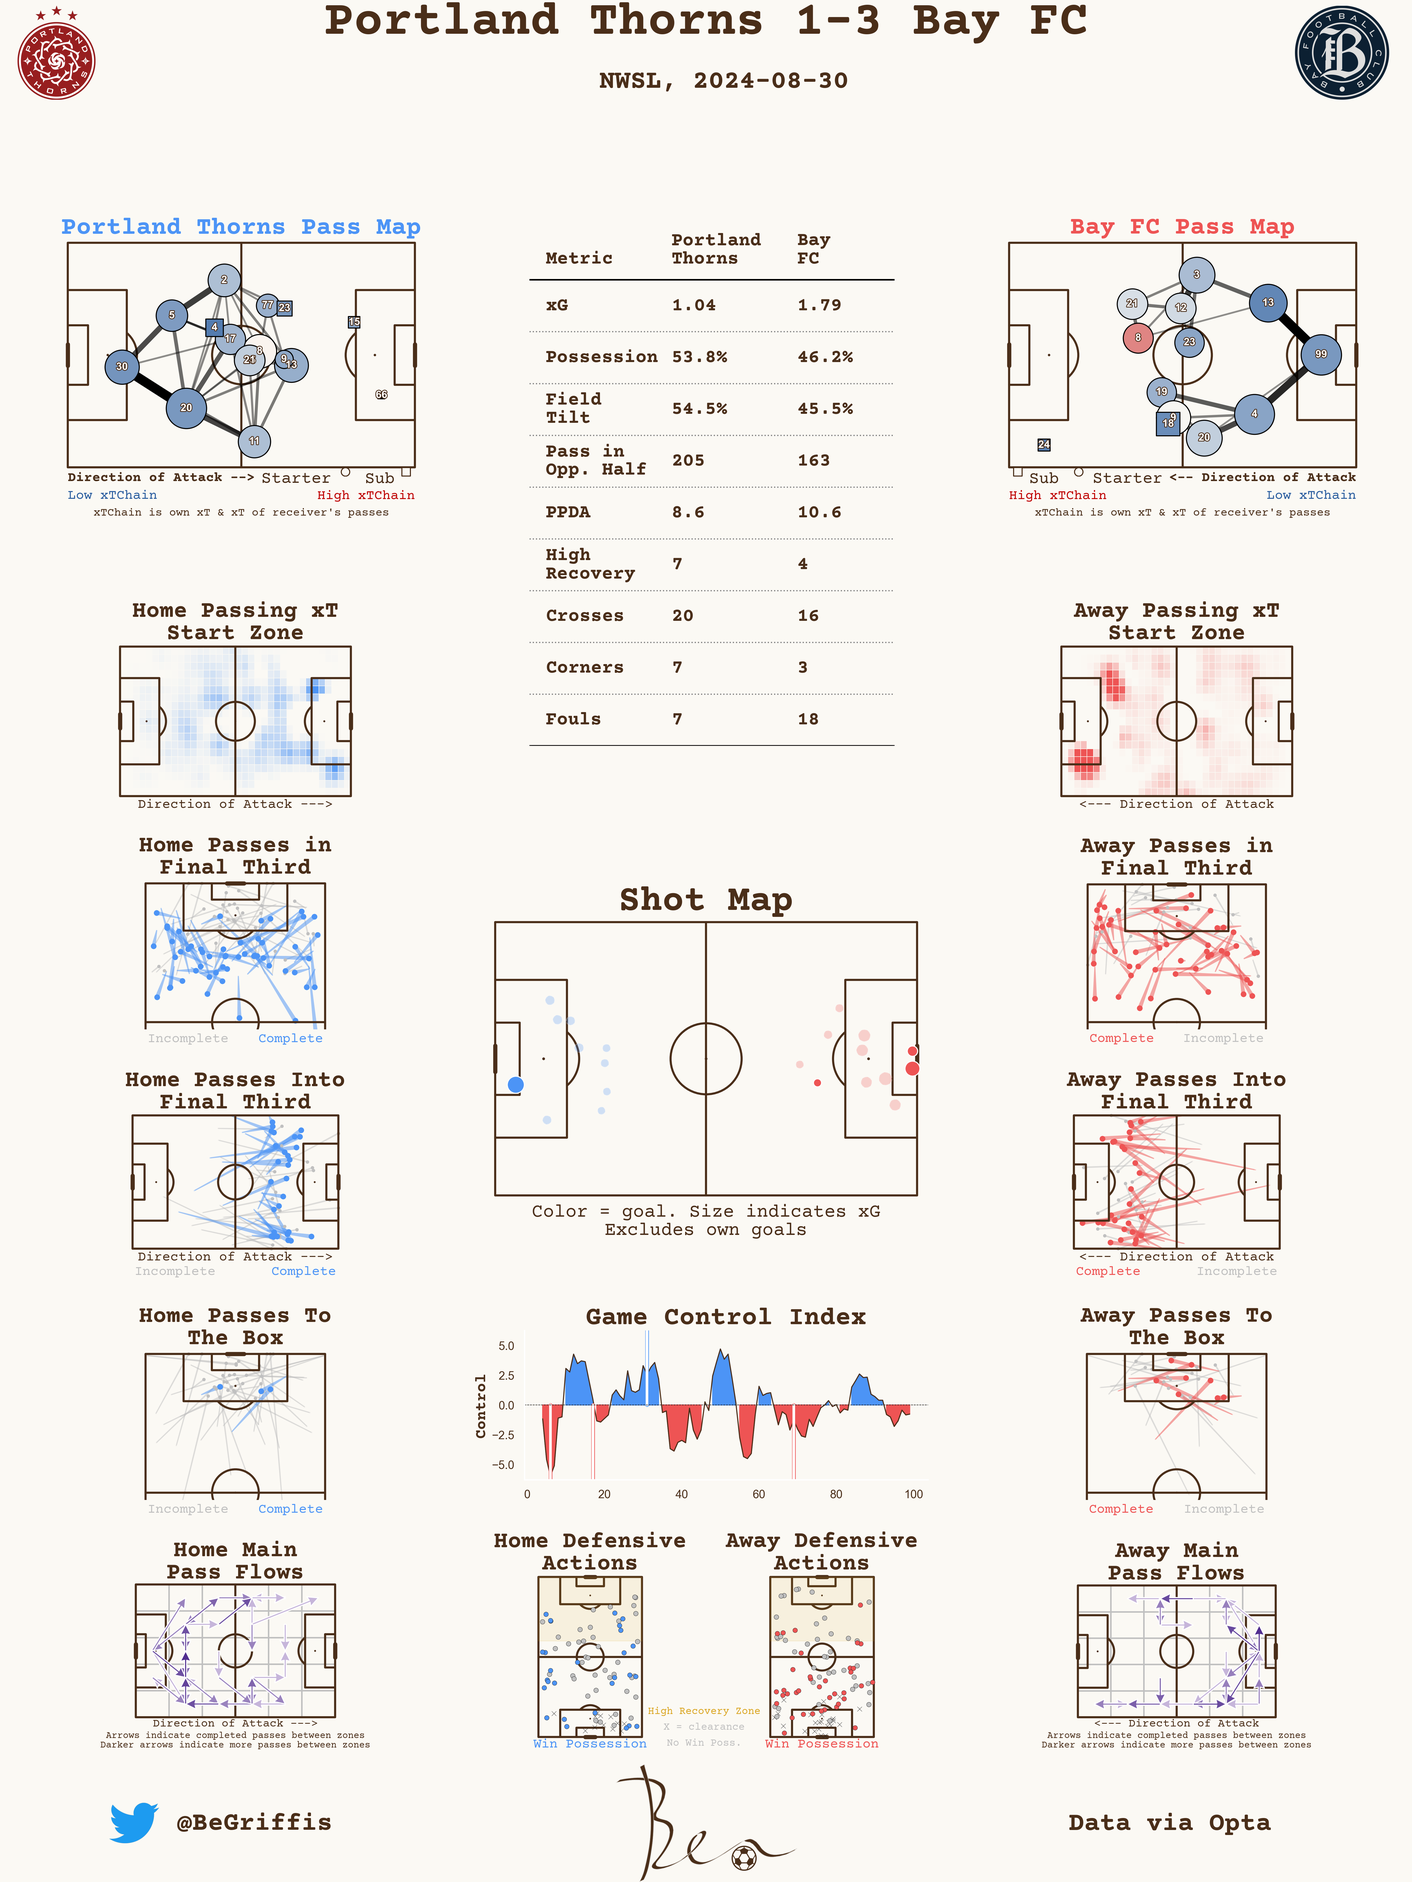 Portland Thorns 1-3 Bay FC
NWSL, 2024-08-30
PORTLAND
THORNS
BAY FOOTBALL CLUB
B
Portland Thorns Pass Map
2
77
23
5
4
15
17
8
21
9
13
30
66
20
11
Direction of Attack --> Starter Sub
Low xTChain High xTChain
xTChain is own xT & xT of receiver's passes
Metric Portland Thorns Bay FC
xG 1.04 1.79
Possession 53.8% 46.2%
Field Tilt 54.5% 45.5%
Pass in Opp. Half 205 163
PPDA 8.6 10.6
High Recovery 7 4
Crosses 20 16
Corners 7 3
Fouls 7 18
Bay FC Pass Map
3
21
12
13
8
23
99
19
9
18
4
20
24
Sub Starter <-- Direction of Attack
High xTChain Low xTChain
xTChain is own xT & xT of receiver's passes
Home Passing xT
Start Zone
Direction of Attack --->
Away Passing xT
Start Zone
<--- Direction of Attack
Home Passes in
Final Third
Incomplete Complete
Away Passes in
Final Third
Complete Incomplete
Shot Map
Color = goal. Size indicates xG
Excludes own goals
Home Passes Into
Final Third
Direction of Attack --->
Incomplete Complete
Away Passes Into
Final Third
<--- Direction of Attack
Complete Incomplete
Home Passes To
The Box
Incomplete Complete
Game Control Index
Control
5.0
2.5
0.0
−2.5
−5.0
0 20 40 60 80 100
Away Passes To
The Box
Complete Incomplete
Home Main
Pass Flows
Direction of Attack --->
Arrows indicate completed passes between zones
Darker arrows indicate more passes between zones
Home Defensive
Actions
Win Possession
Away Defensive
Actions
Win Possession
High Recovery Zone
X = clearance
No Win Poss.
Away Main
Pass Flows
<--- Direction of Attack
Arrows indicate completed passes between zones
Darker arrows indicate more passes between zones
@BeGriffis
Ben
Data via Opta